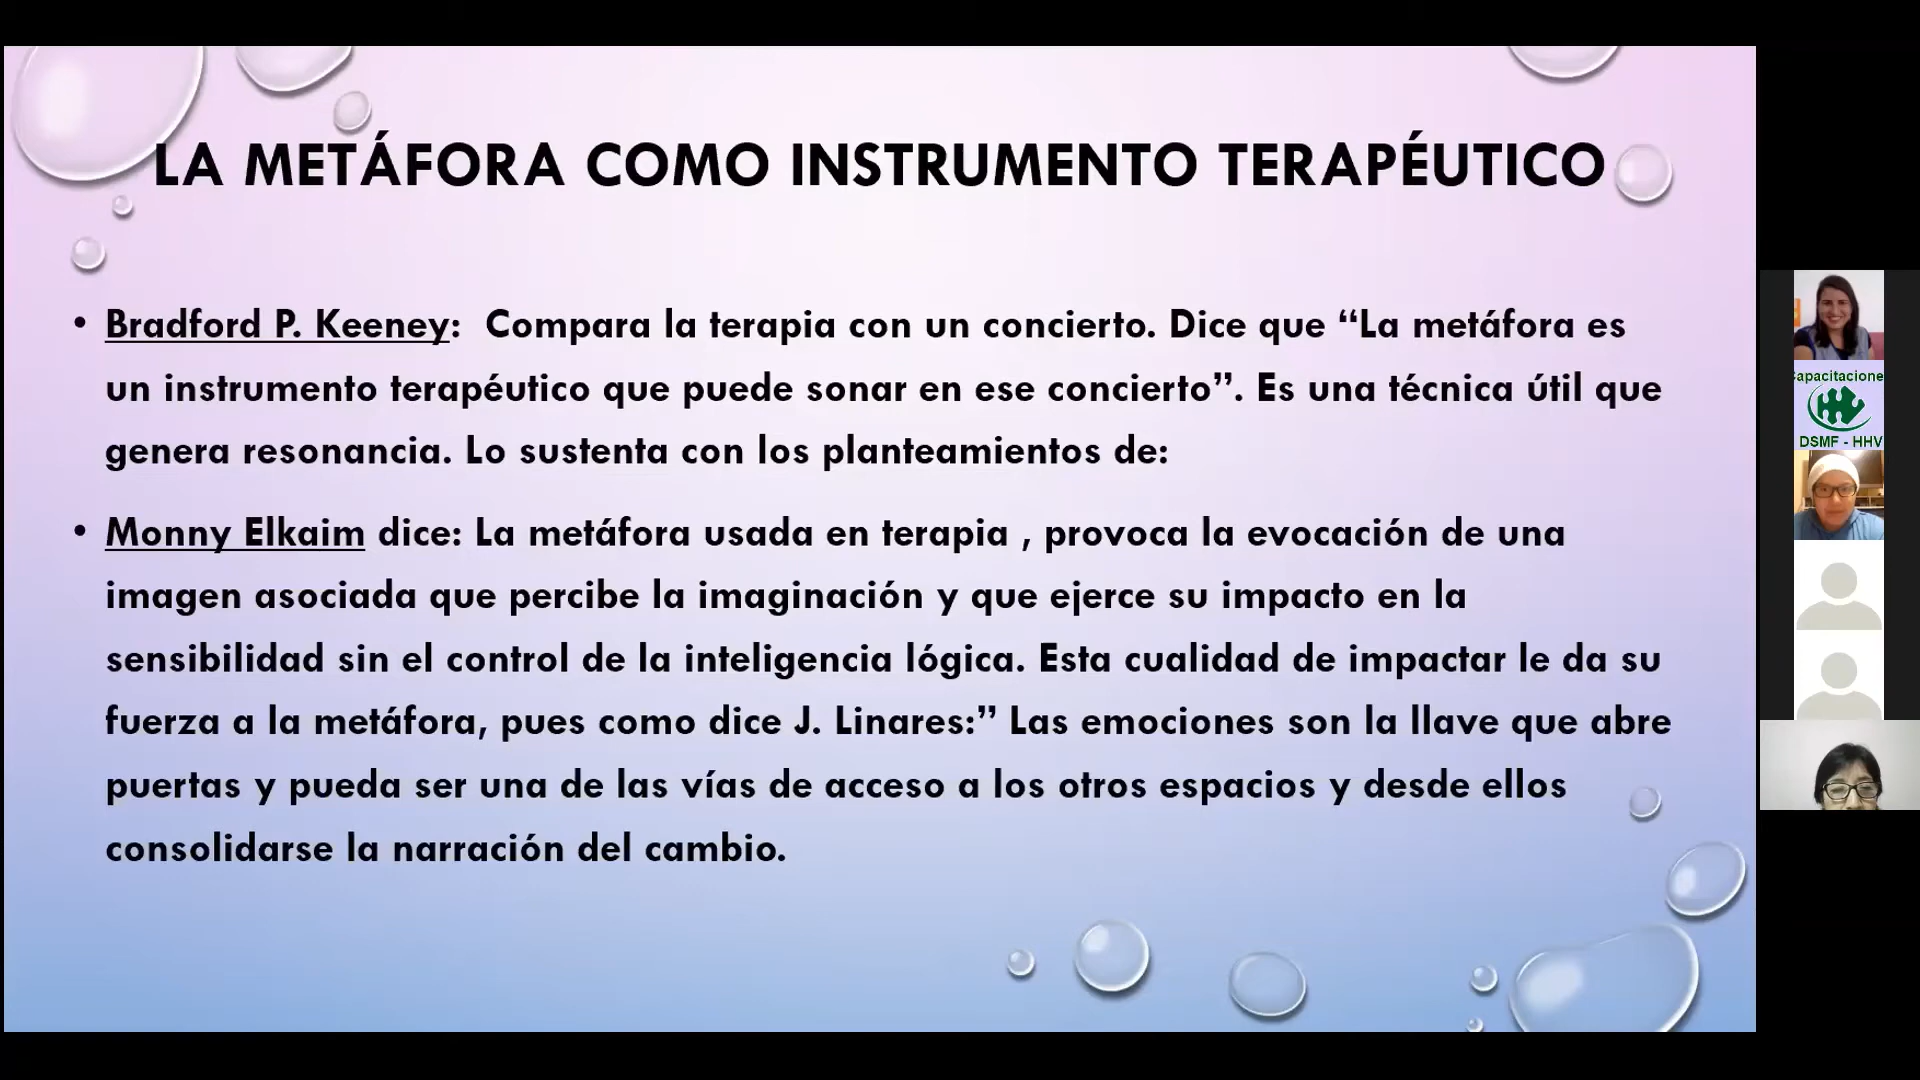 LA METÁFORA COMO INSTRUMENTO TERAPÉUTICO
• Bradford P. Keeney:  Compara la terapia con un concierto. Dice que “La metáfora es
un instrumento terapéutico que puede sonar en ese concierto”. Es una técnica útil que
genera resonancia. Lo sustenta con los planteamientos de:
• Monny Elkaim dice: La metáfora usada en terapia , provoca la evocación de una
imagen asociada que percibe la imaginación y que ejerce su impacto en la
sensibilidad sin el control de la inteligencia lógica. Esta cualidad de impactar le da su
fuerza a la metáfora, pues como dice J. Linares:” Las emociones son la llave que abre
puertas y pueda ser una de las vías de acceso a los otros espacios y desde ellos
consolidarse la narración del cambio.
apacitacione
DSMF - HHV